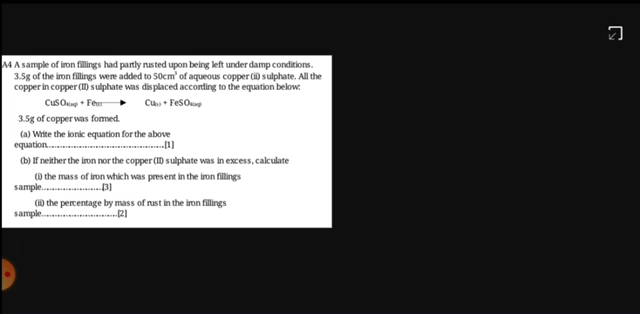 A4 A sample of iron fillings had partly rusted upon being left under damp conditions.
3.5g of the iron fillings were added to 50cm³ of aqueous copper (ii) sulphate. All the
copper in copper (II) sulphate was displaced according to the equation below:
CuSO₄(aq) + Fe(s) ⟶ Cu(s) + FeSO₄(aq)
3.5g of copper was formed.
(a) Write the ionic equation for the above
equation..........................................[1]
(b) If neither the iron nor the copper (II) sulphate was in excess, calculate
(i) the mass of iron which was present in the iron fillings
sample......................[3]
(ii) the percentage by mass of rust in the iron fillings
sample...........................[2]